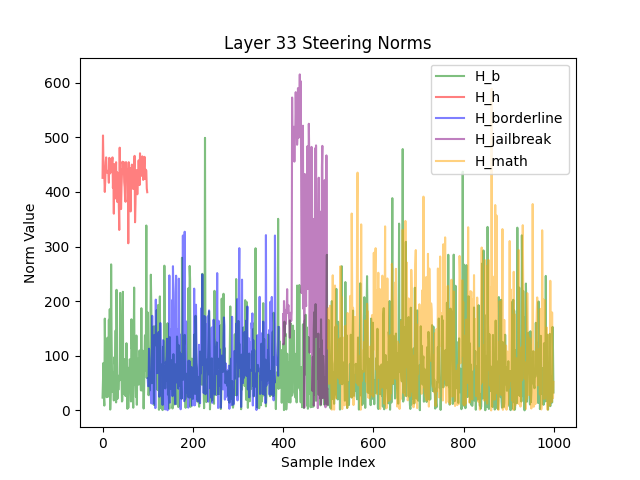 Layer 33 Steering Norms
H_b
H_h
H_borderline
H_jailbreak
H_math
Norm Value
600
500
400
300
200
100
0
0
200
400
600
800
1000
Sample Index